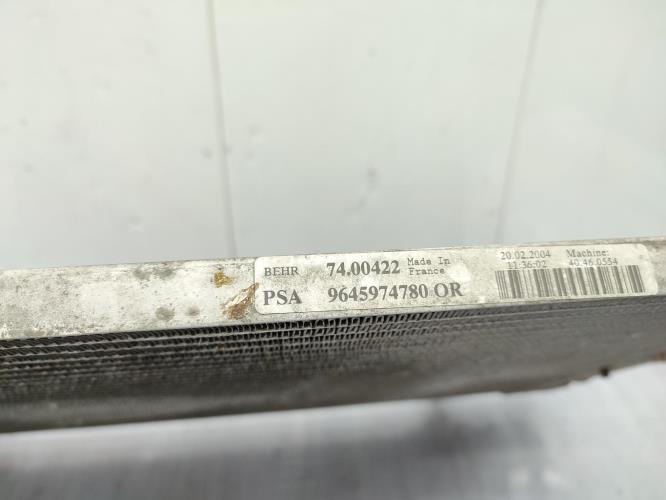 BEHR 74.00422 Made In France
PSA 9645974780 OR
20.02.2004 Machine:
11:36:02 40.46.0554